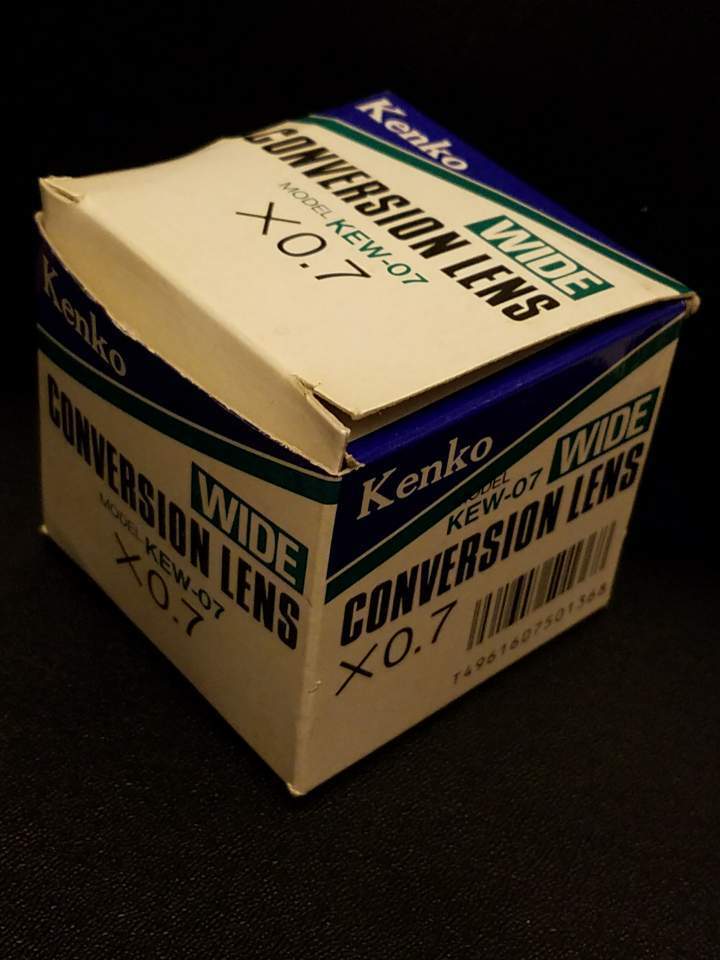 Kenko
WIDE
CONVERSION LENS
MODEL KEW-07
×0.7
Kenko
WIDE
CONVERSION LENS
MODEL KEW-07
×0.7
Kenko
MODEL
KEW-07
WIDE
CONVERSION LENS
×0.7
T4961607501368